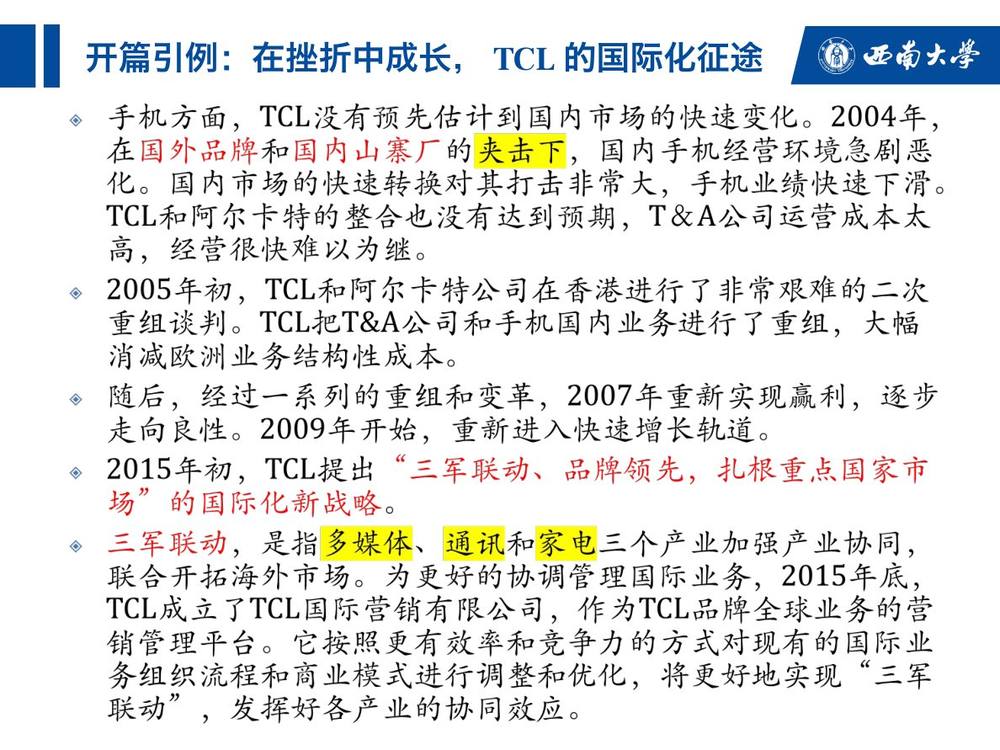 开篇引例：在挫折中成长， TCL 的国际化征途
西南大学
手机方面，TCL没有预先估计到国内市场的快速变化。2004年，
在国外品牌和国内山寨厂的夹击下，国内手机经营环境急剧恶
化。国内市场的快速转换对其打击非常大，手机业绩快速下滑。
TCL和阿尔卡特的整合也没有达到预期，T＆A公司运营成本太
高，经营很快难以为继。
2005年初，TCL和阿尔卡特公司在香港进行了非常艰难的二次
重组谈判。TCL把T&A公司和手机国内业务进行了重组，大幅
消减欧洲业务结构性成本。
随后，经过一系列的重组和变革，2007年重新实现赢利，逐步
走向良性。2009年开始，重新进入快速增长轨道。
2015年初，TCL提出“三军联动、品牌领先，扎根重点国家市
场”的国际化新战略。
三军联动，是指多媒体、通讯和家电三个产业加强产业协同，
联合开拓海外市场。为更好的协调管理国际业务，2015年底，
TCL成立了TCL国际营销有限公司，作为TCL品牌全球业务的营
销管理平台。它按照更有效率和竞争力的方式对现有的国际业
务组织流程和商业模式进行调整和优化，将更好地实现“三军
联动”，发挥好各产业的协同效应。